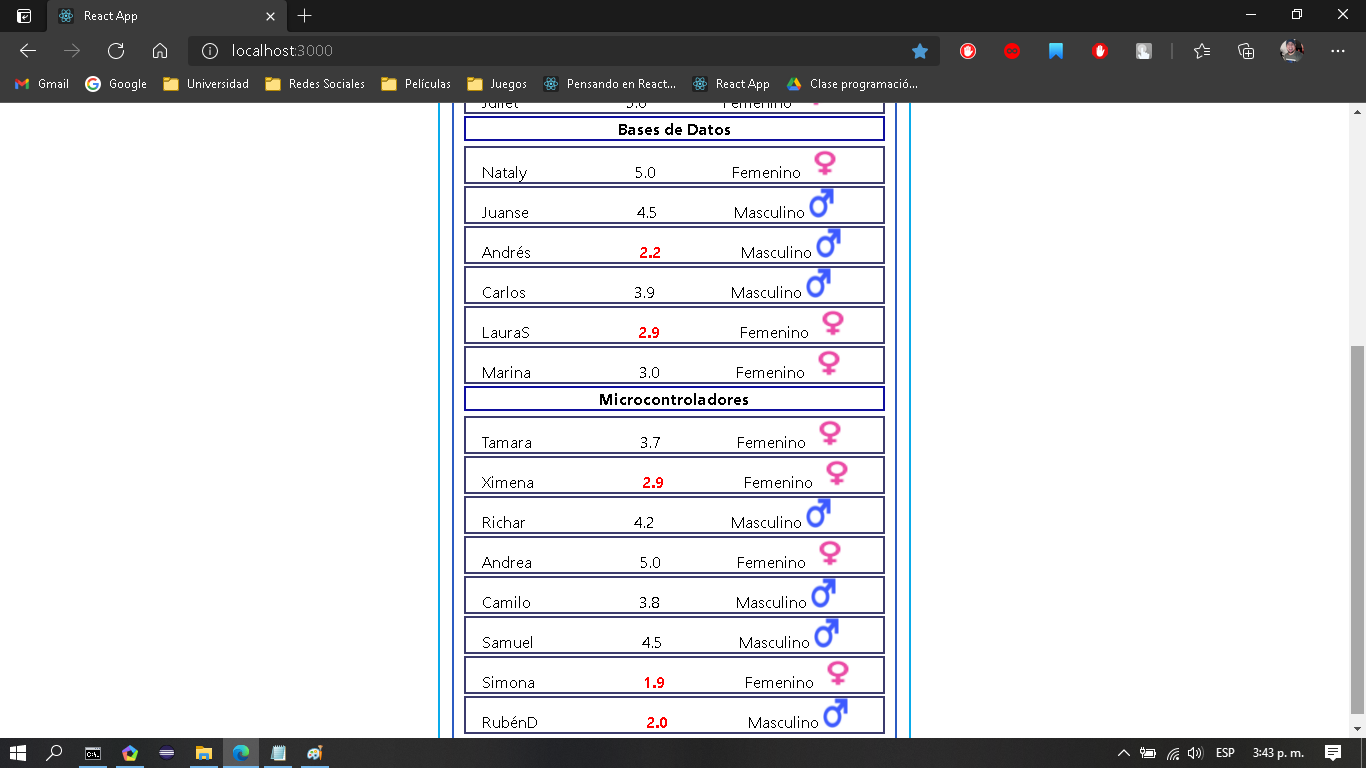 React App
localhost:3000
Gmail Google Universidad Redes Sociales Películas Juegos Pensando en React... React App Clase programació...
Juliet 5.0 Femenino
Bases de Datos
Nataly 5.0 Femenino
Juanse 4.5 Masculino
Andrés 2.2 Masculino
Carlos 3.9 Masculino
LauraS 2.9 Femenino
Marina 3.0 Femenino
Microcontroladores
Tamara 3.7 Femenino
Ximena 2.9 Femenino
Richar 4.2 Masculino
Andrea 5.0 Femenino
Camilo 3.8 Masculino
Samuel 4.5 Masculino
Simona 1.9 Femenino
RubénD 2.0 Masculino
ESP 3:43 p. m.